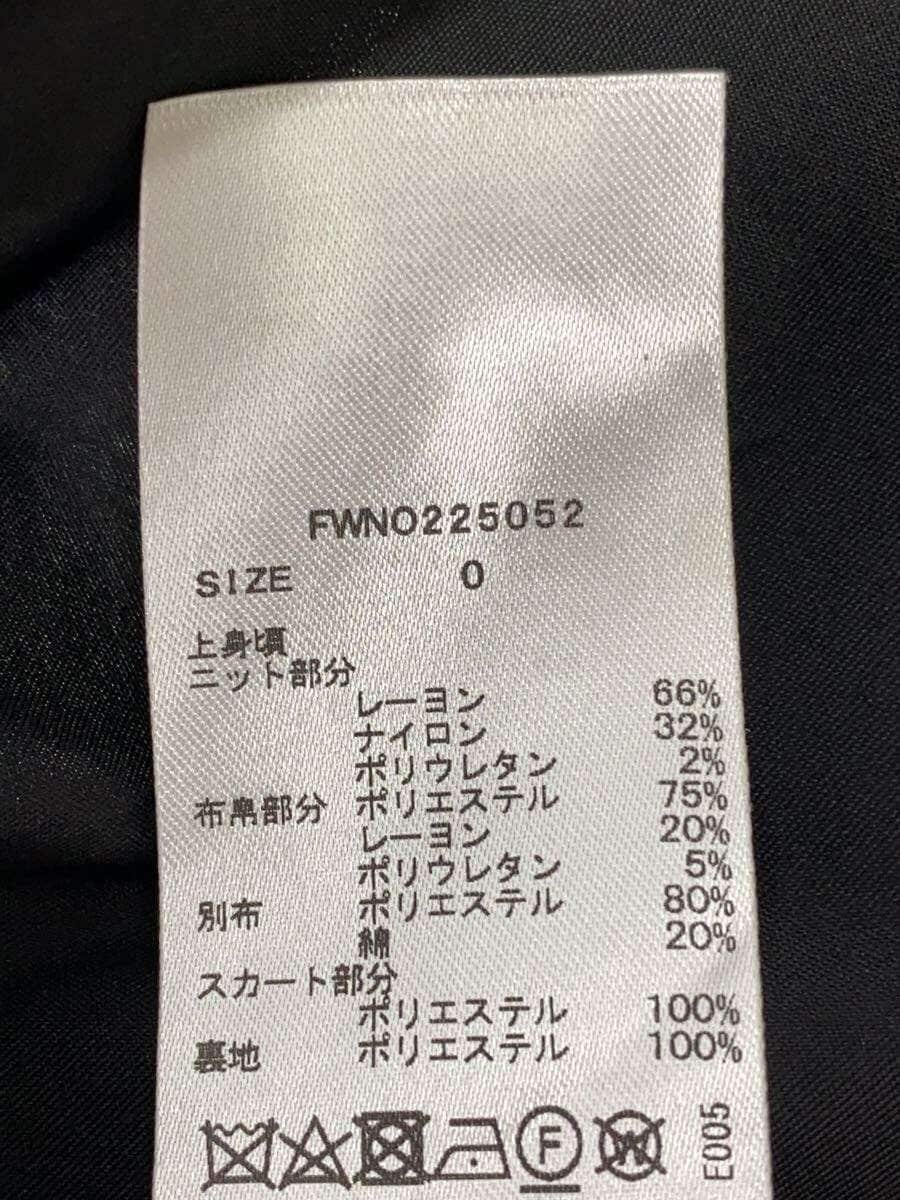 FWNO225052
SIZE 0
上身頃
ニット部分
レーヨン 66%
ナイロン 32%
ポリウレタン 2%
布帛部分 ポリエステル 75%
レーヨン 20%
ポリウレタン 5%
別布 ポリエステル 80%
綿 20%
スカート部分
ポリエステル 100%
裏地 ポリエステル 100%
F W E005